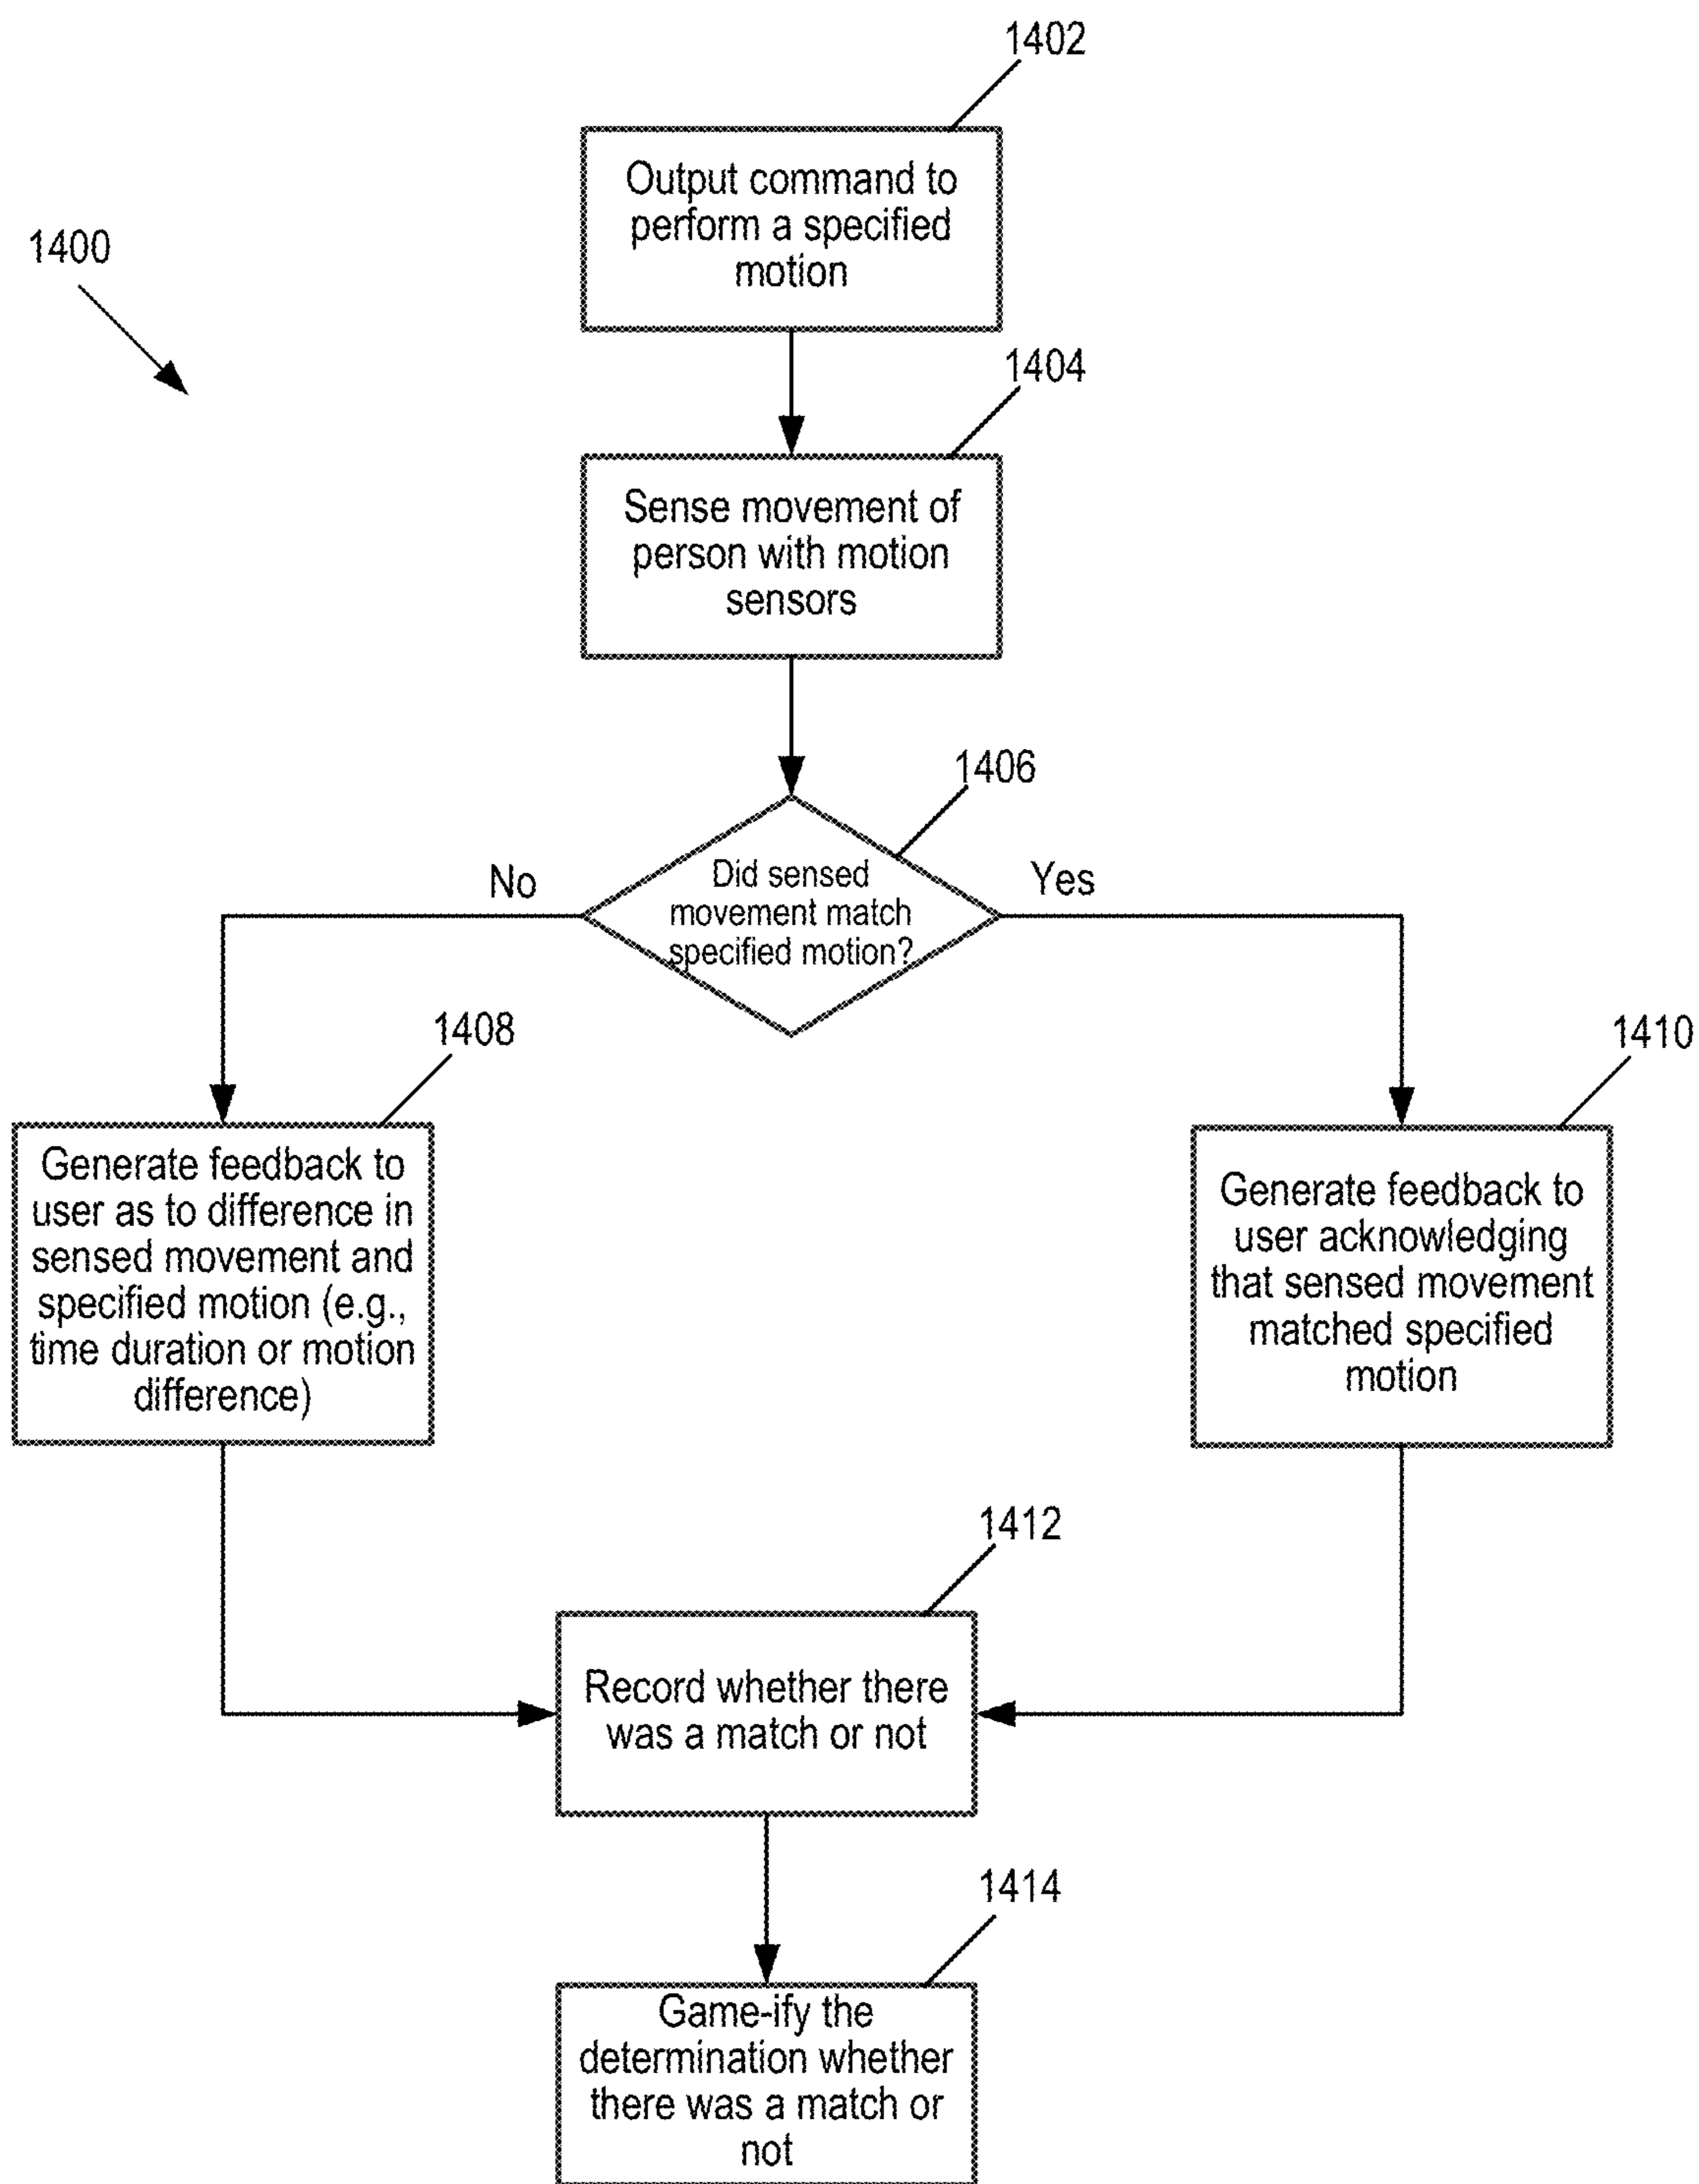 1402
Output command to
perform a specified
motion
1400
1404
Sense movement of
person with motion
sensors
1406
Did sensed
movement match
specified motion?
No
Yes
1408
Generate feedback to
user as to difference in
sensed movement and
specified motion (e.g.,
time duration or motion
difference)
1410
Generate feedback to
user acknowledging
that sensed movement
matched specified
motion
1412
Record whether there
was a match or not
1414
Game-ify the
determination whether
there was a match or
not